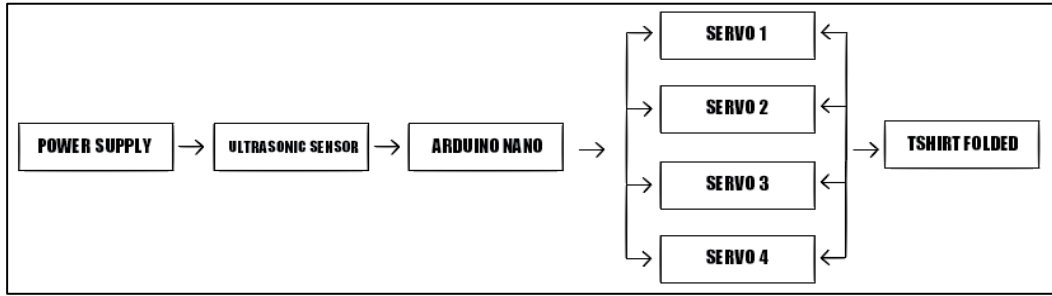 POWER SUPPLY
ULTRASONIC SENSOR
ARDUINO NANO
SERVO 1
SERVO 2
SERVO 3
SERVO 4
TSHIRT FOLDED